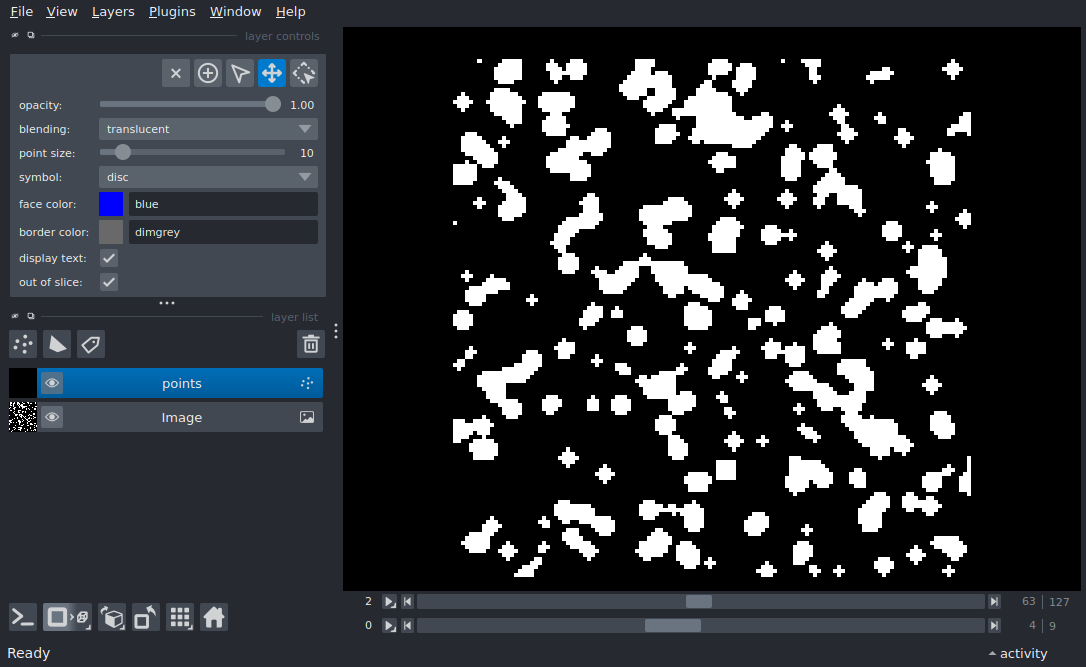 File View Layers Plugins Window Help
layer controls
opacity: 1.00
blending: translucent
point size: 10
symbol: disc
face color: blue
border color: dimgrey
display text:
out of slice:
layer list
points
Image
2 63 127
0 4 9
Ready activity